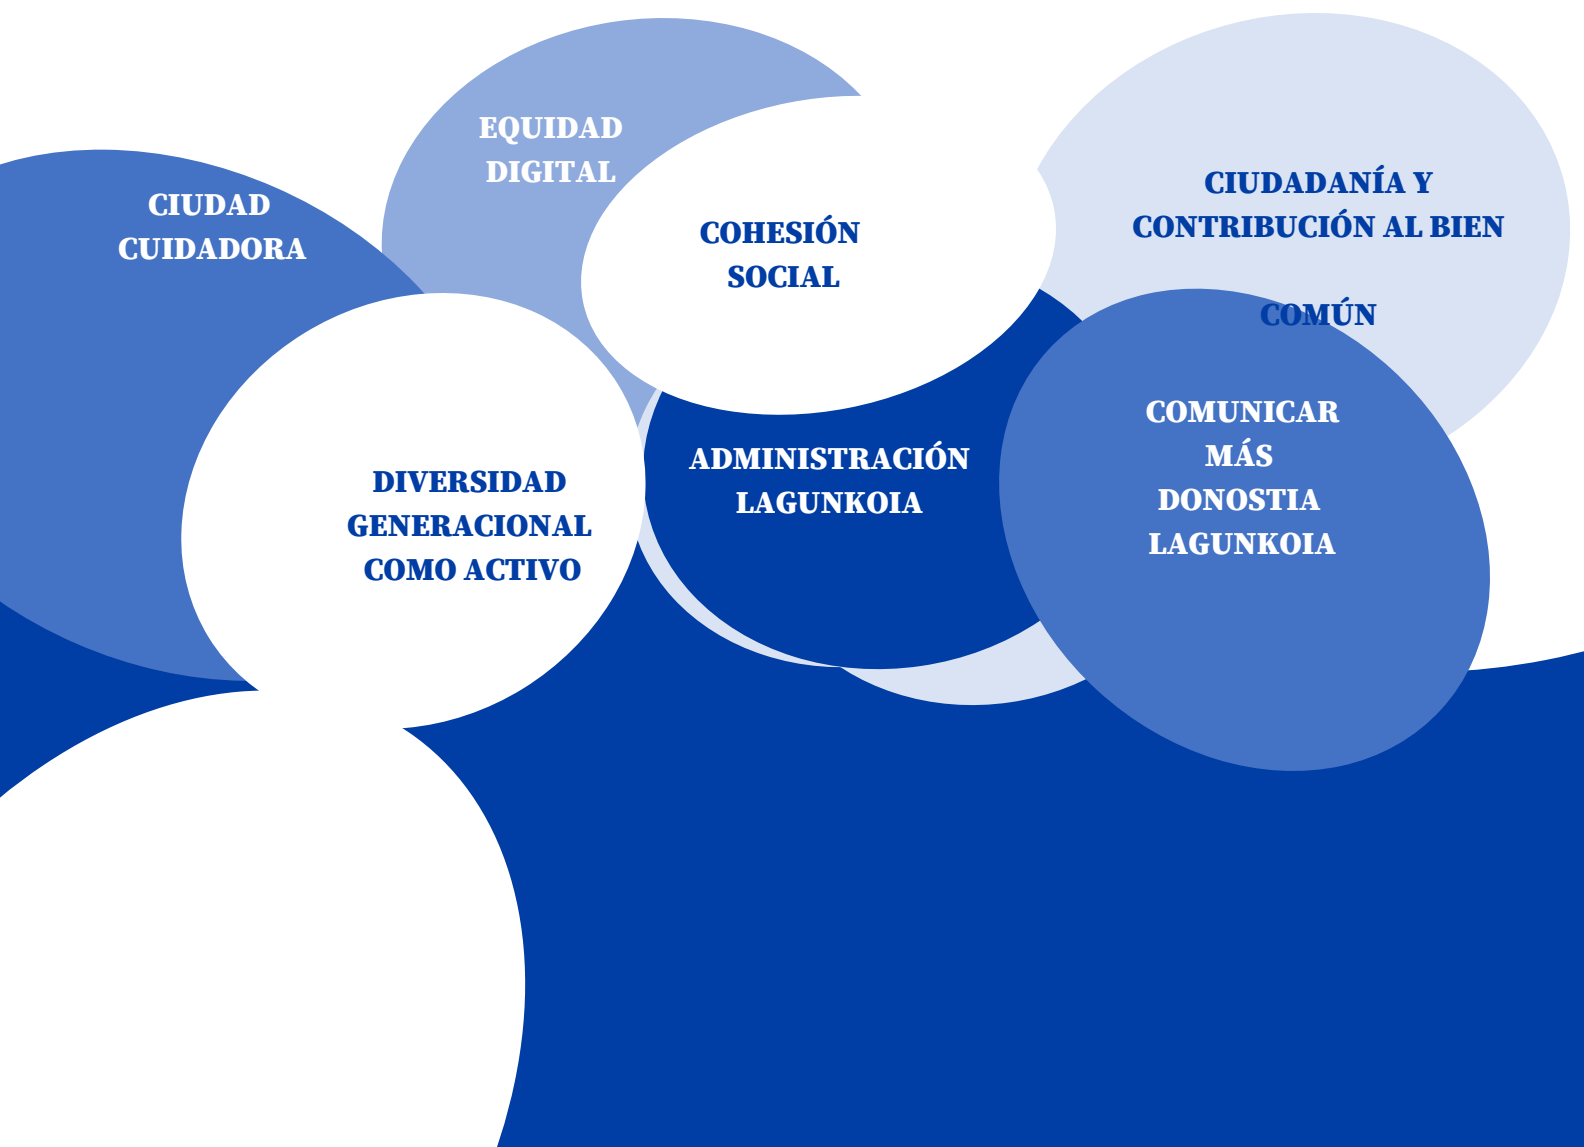 CIUDAD
CUIDADORA
EQUIDAD
DIGITAL
COHESIÓN
SOCIAL
CIUDADANÍA Y
CONTRIBUCIÓN AL BIEN
COMÚN
DIVERSIDAD
GENERACIONAL
COMO ACTIVO
ADMINISTRACIÓN
LAGUNKOIA
COMUNICAR
MÁS
DONOSTIA
LAGUNKOIA